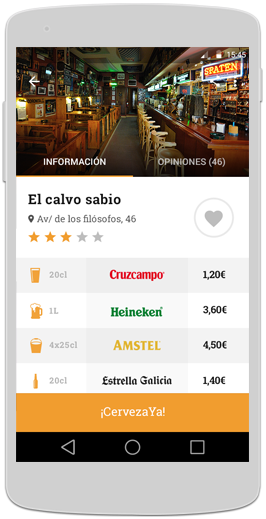 15:45
SPATEN
INFORMACIÓN
OPINIONES (46)
El calvo sabio
Av/ de los filósofos, 46
20cl Cruzcampo 1,20€
1L Heineken 3,60€
4x25cl AMSTEL 4,50€
20cl Estrella Galicia 1,40€
¡CervezaYa!